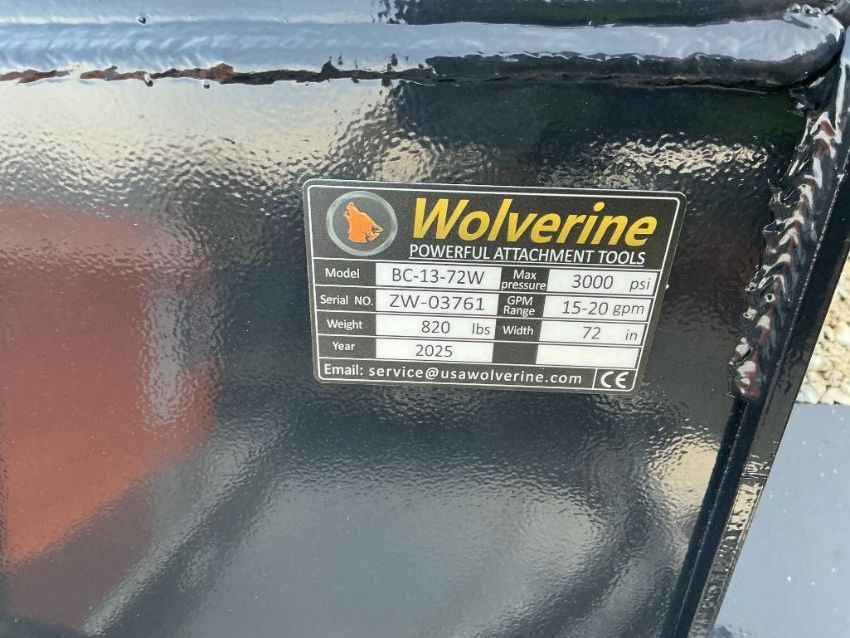 Wolverine
POWERFUL ATTACHMENT TOOLS
Model BC-13-72W Max pressure 3000 psi
Serial NO. ZW-03761 GPM Range 15-20 gpm
Weight 820 lbs Width 72 in
Year 2025
Email: service@usawolverine.com CE